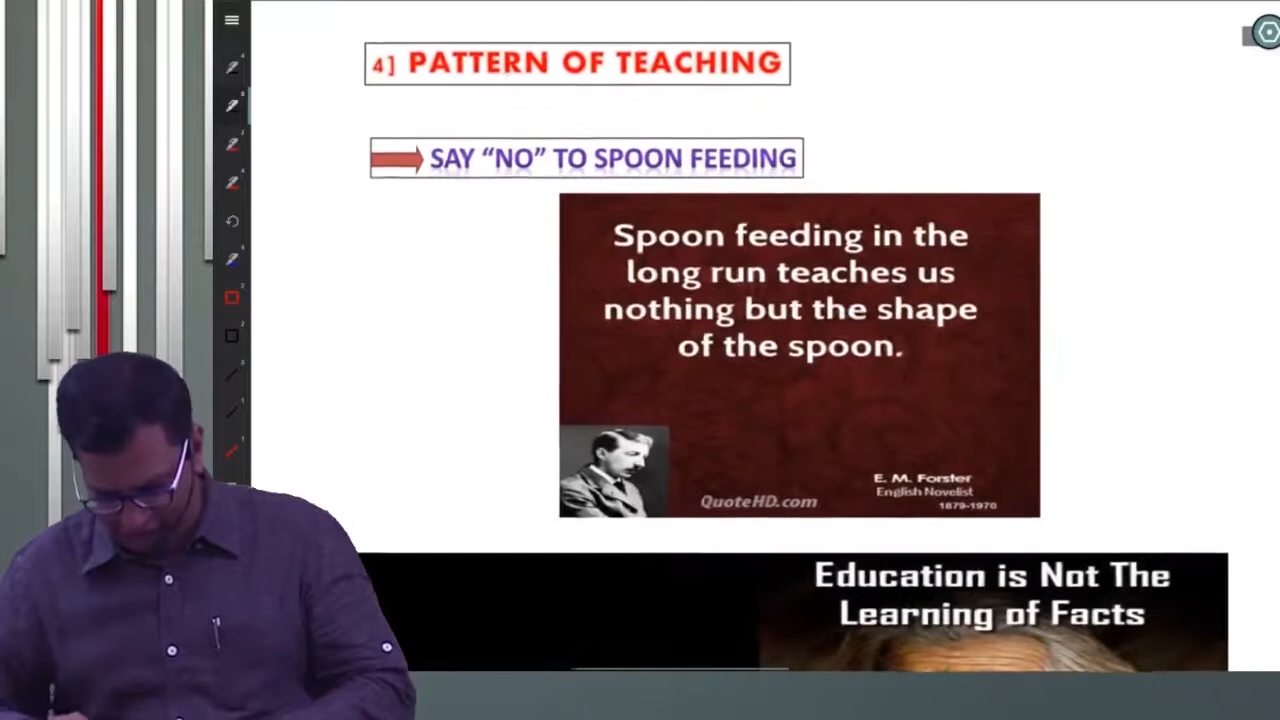 4] PATTERN OF TEACHING
SAY “NO” TO SPOON FEEDING
Spoon feeding in the
long run teaches us
nothing but the shape
of the spoon.
E. M. Forster
English Novelist
1879-1970
QuoteHD.com
Education is Not The
Learning of Facts